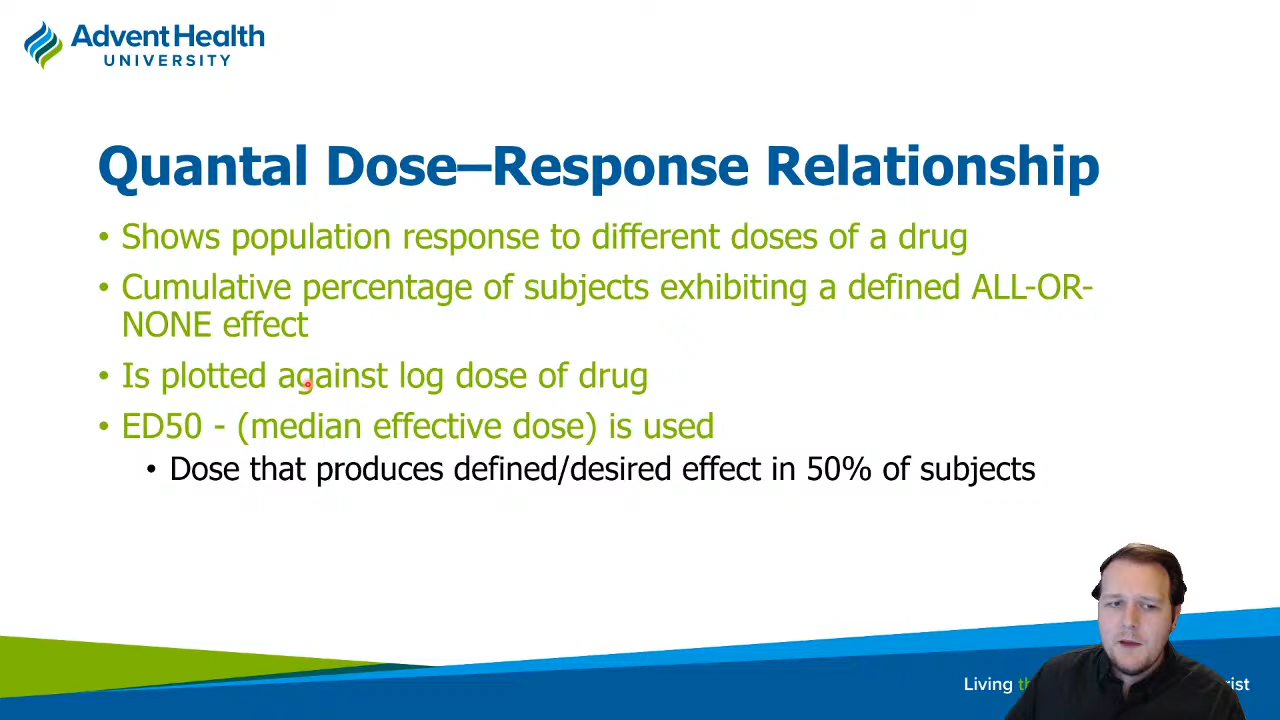 AdventHealth
UNIVERSITY
Quantal Dose–Response Relationship
• Shows population response to different doses of a drug
• Cumulative percentage of subjects exhibiting a defined ALL-OR-
NONE effect
• Is plotted against log dose of drug
• ED50 - (median effective dose) is used
• Dose that produces defined/desired effect in 50% of subjects
Living